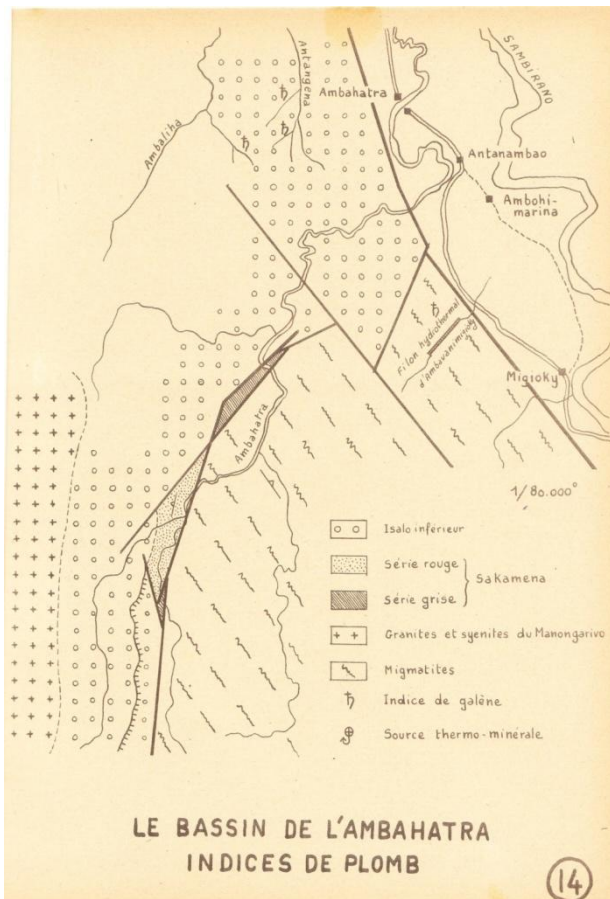 SAMBIRANO
Antangena
Ambahatra
Ambaliha
Antanambao
Ambohi-
marina
Filon hydrothermal
d'Ambavanimigioky
Migioky
Ambahatra
1/80.000°
Isalo inférieur
Série rouge
Sakamena
Série grise
Granites et syenites du Manongarivo
Migmatites
Indice de galène
Source thermo-minérale
LE BASSIN DE L'AMBAHATRA
INDICES DE PLOMB
14